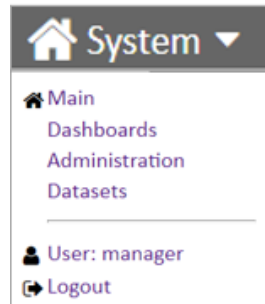 System
Main
Dashboards
Administration
Datasets
User: manager
Logout